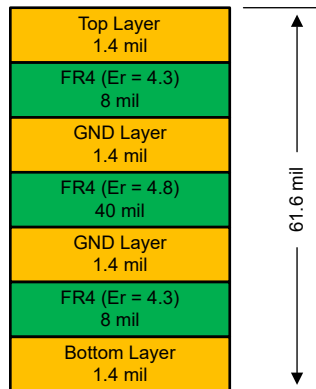 Top Layer
1.4 mil
FR4 (Er = 4.3)
8 mil
GND Layer
1.4 mil
FR4 (Er = 4.8)
40 mil
GND Layer
1.4 mil
FR4 (Er = 4.3)
8 mil
Bottom Layer
1.4 mil
61.6 mil